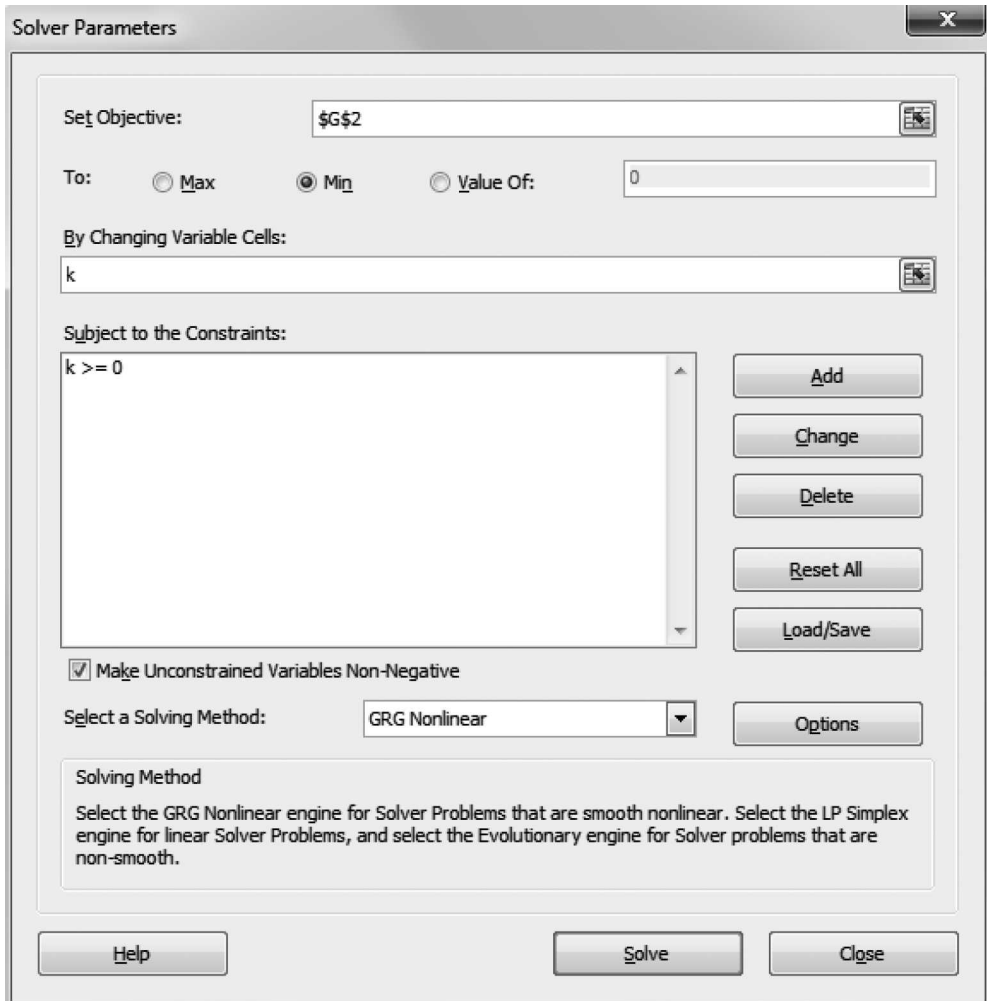 Solver Parameters
x
Set Objective:
$G$2
To:
Max
Min
Value Of:
0
By Changing Variable Cells:
k
Subject to the Constraints:
k >= 0
Add
Change
Delete
Reset All
Load/Save
Make Unconstrained Variables Non-Negative
Select a Solving Method:
GRG Nonlinear
Options
Solving Method
Select the GRG Nonlinear engine for Solver Problems that are smooth nonlinear. Select the LP Simplex
engine for linear Solver Problems, and select the Evolutionary engine for Solver problems that are
non-smooth.
Help
Solve
Close